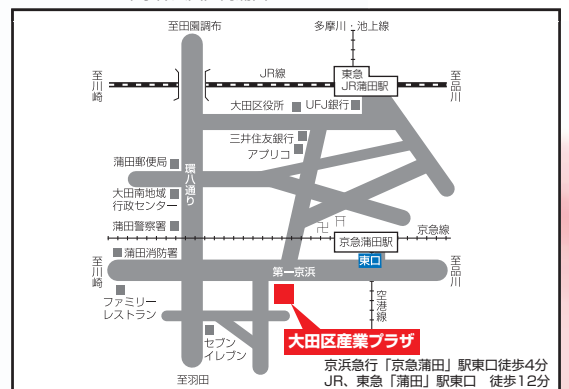 至田園調布
多摩川・池上線
至川崎
JR線
東急
JR蒲田駅
至品川
大田区役所
UFJ銀行
三井住友銀行
アプリコ
蒲田郵便局
環八通り
大田南地域
行政センター
蒲田警察署
卍
京急線
京急蒲田駅
蒲田消防署
東口
至川崎
第一京浜
至品川
ファミリー
レストラン
空港線
セブン
イレブン
大田区産業プラザ
至羽田
京浜急行「京急蒲田」駅東口徒歩4分
JR、東急「蒲田」駅東口 徒歩12分